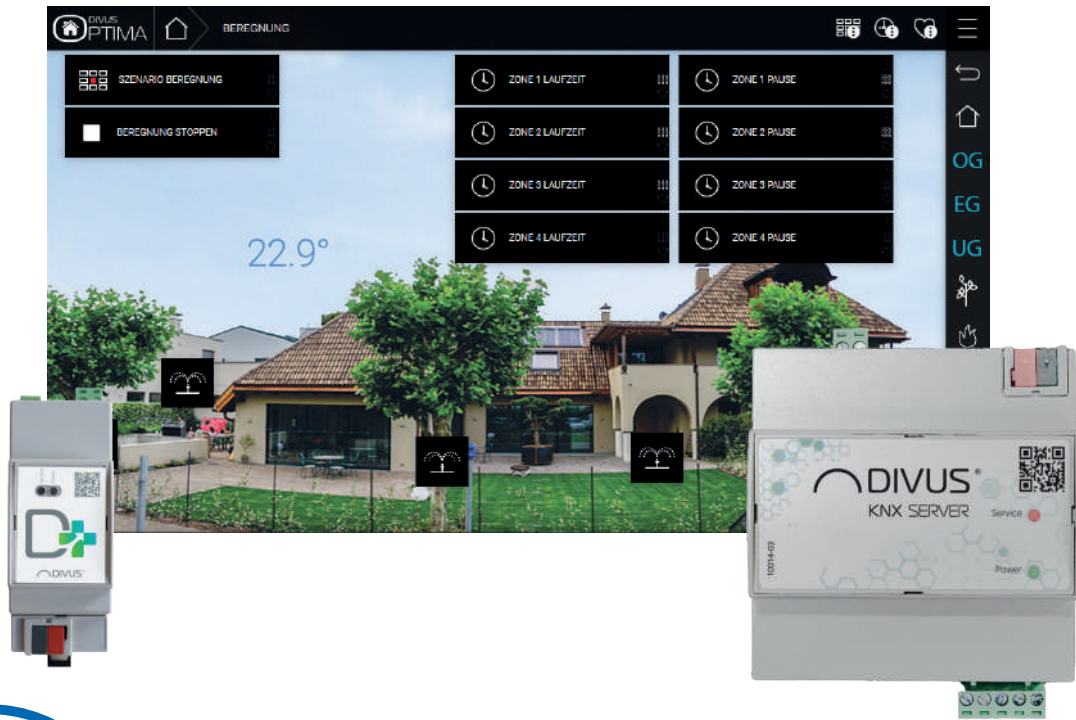 DIVUS
OPTIMA
BEREGNUNG
SZENARIO BEREGNUNG
BEREGNUNG STOPPEN
ZONE 1 LAUFZEIT
ZONE 1 PAUSE
ZONE 2 LAUFZEIT
ZONE 2 PAUSE
ZONE 3 LAUFZEIT
ZONE 3 PAUSE
ZONE 4 LAUFZEIT
ZONE 4 PAUSE
OG
EG
UG
22.9°
D+
DIVUS
DIVUS®
KNX SERVER
Service
Power
10014-03